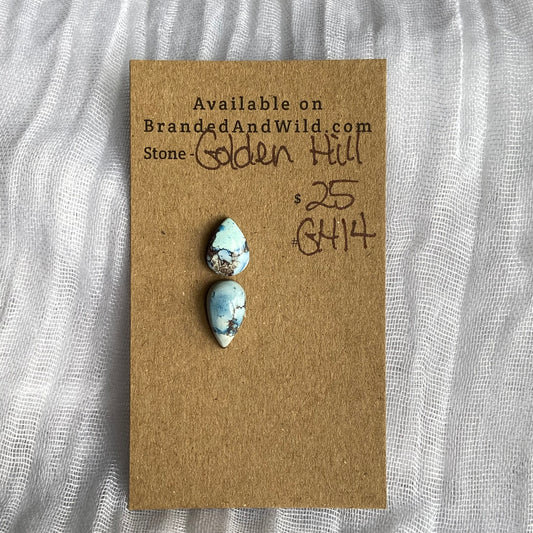 Available on
BrandedAndWild.com
Stone - Golden Hill
$ 25
# GH14